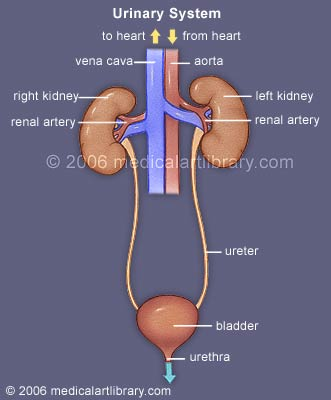 Urinary System
to heart from heart
vena cava aorta
right kidney left kidney
renal artery renal artery
© 2006 medicalartlibrary.com
ureter
bladder
urethra
© 2006 medicalartlibrary.com